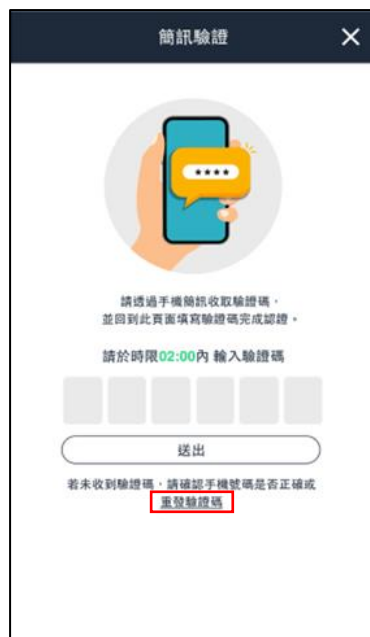 簡訊驗證
****
請透過手機簡訊收取驗證碼，
並回到此頁面填寫驗證碼完成認證。
請於時限02:00內 輸入驗證碼
送出
若未收到驗證碼，請確認手機號碼是否正確或
重發驗證碼